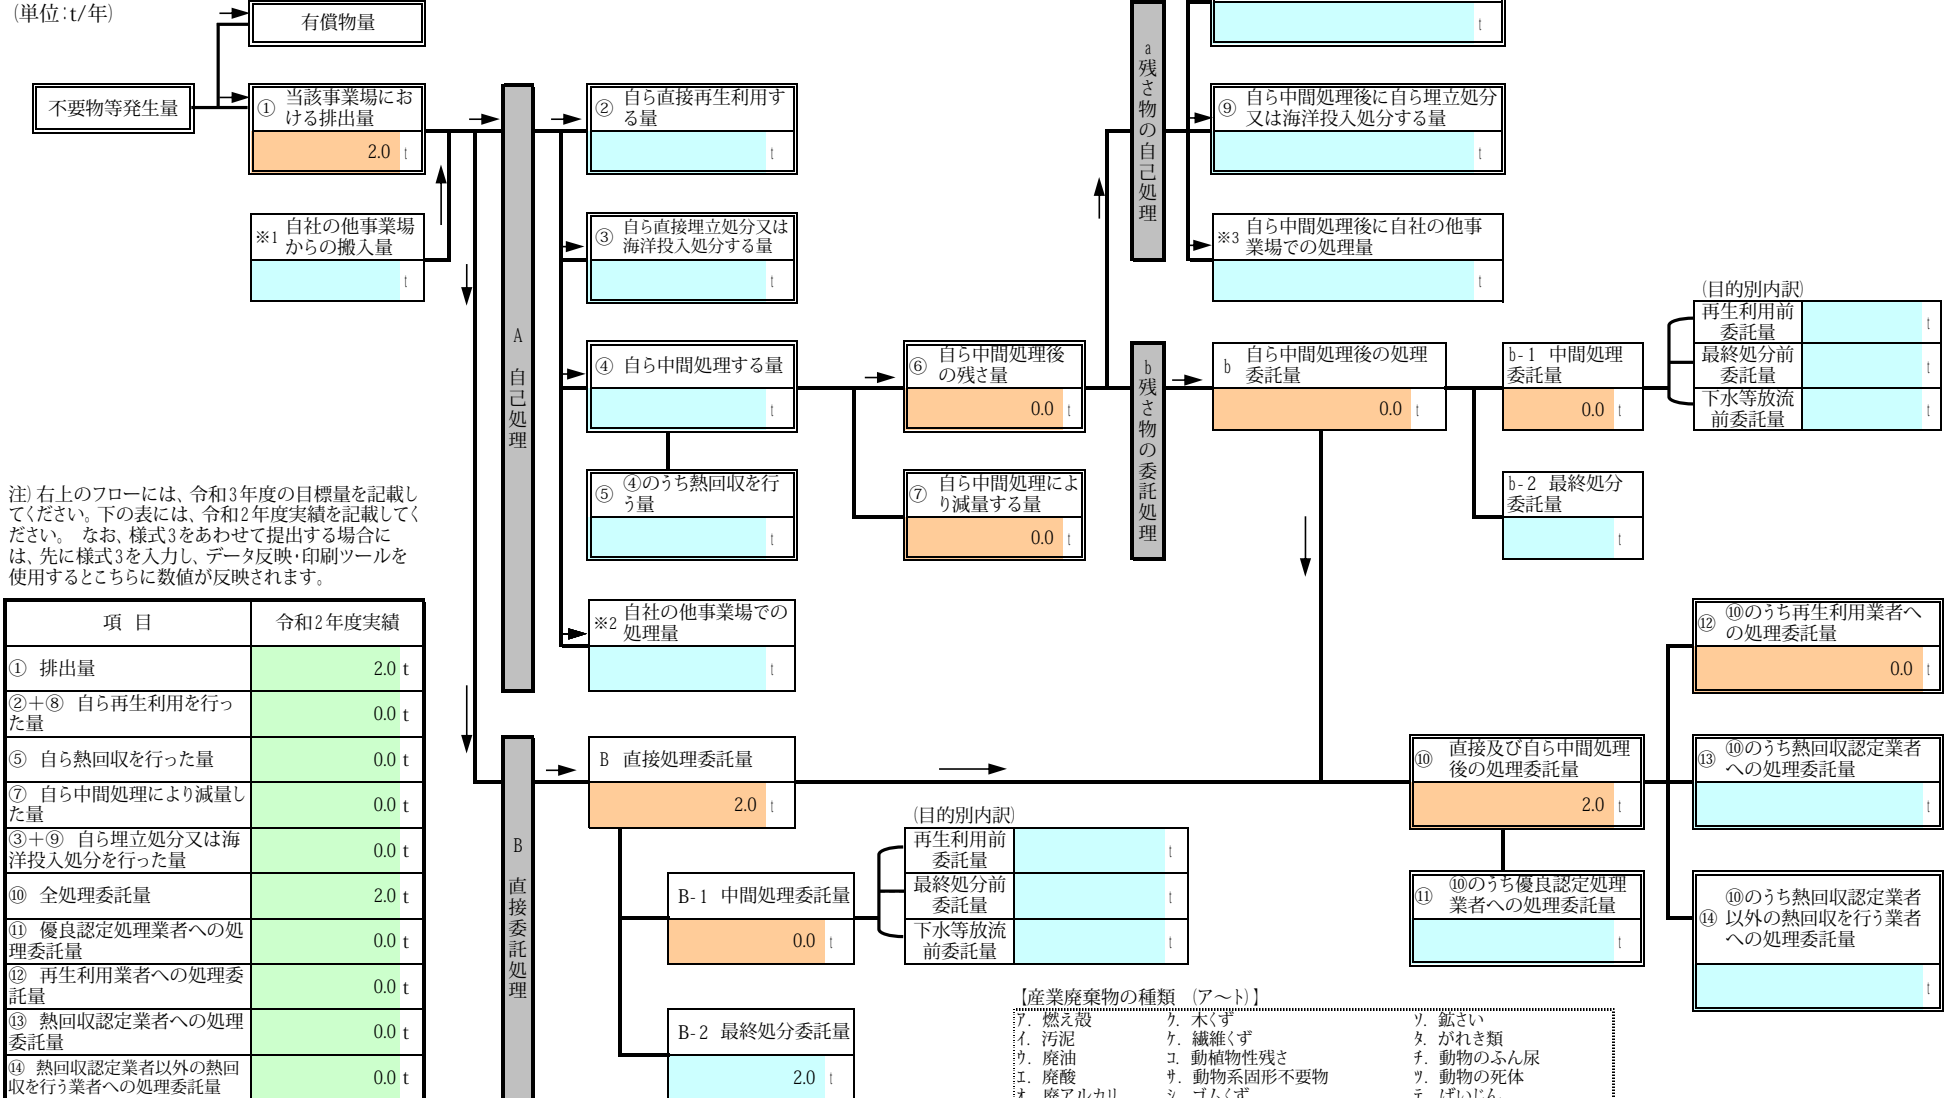 (単位:t/年)
有償物量
不要物等発生量
① 当該事業場にお
ける排出量
2.0 t
※1 自社の他事業場
からの搬入量
t
A 自己処理
② 自ら直接再生利用す
る量
t
③ 自ら直接埋立処分又は
海洋投入処分する量
t
④ 自ら中間処理する量
t
⑤ ④のうち熱回収を行
う量
t
※2 自社の他事業場での
処理量
t
⑥ 自ら中間処理後
の残さ量
0.0 t
⑦ 自ら中間処理によ
り減量する量
0.0 t
a 残さ物の自己処理
t
⑨ 自ら中間処理後に自ら埋立処分
又は海洋投入処分する量
t
※3 自ら中間処理後に自社の他事
業場での処理量
t
b 残さ物の委託処理
b 自ら中間処理後の処理
委託量
0.0 t
b-1 中間処理
委託量
0.0 t
b-2 最終処分
委託量
t
(目的別内訳)
再生利用前
委託量
t
最終処分前
委託量
t
下水等放流
前委託量
t
注)右上のフローには、令和3年度の目標量を記載し
てください。下の表には、令和2年度実績を記載してく
ださい。 なお、様式3をあわせて提出する場合に
は、先に様式3を入力し、データ反映・印刷ツールを
使用するとこちらに数値が反映されます。
項 目 令和2年度実績
① 排出量 2.0 t
②+⑧ 自ら再生利用を行っ
た量 0.0 t
⑤ 自ら熱回収を行った量 0.0 t
⑦ 自ら中間処理により減量し
た量 0.0 t
③+⑨ 自ら埋立処分又は海
洋投入処分を行った量 0.0 t
⑩ 全処理委託量 2.0 t
⑪ 優良認定処理業者への処
理委託量 0.0 t
⑫ 再生利用業者への処理委
託量 0.0 t
⑬ 熱回収認定業者への処理
委託量 0.0 t
⑭ 熱回収認定業者以外の熱回
収を行う業者への処理委託量 0.0 t
B 直接委託処理
B 直接処理委託量
2.0 t
B-1 中間処理委託量
0.0 t
B-2 最終処分委託量
2.0 t
(目的別内訳)
再生利用前
委託量
t
最終処分前
委託量
t
下水等放流
前委託量
t
⑩ 直接及び自ら中間処理
後の処理委託量
2.0 t
⑪ ⑩のうち優良認定処理
業者への処理委託量
t
⑫ ⑩のうち再生利用業者へ
の処理委託量
0.0 t
⑬ ⑩のうち熱回収認定業者
への処理委託量
t
⑭ ⑩のうち熱回収認定業者
以外の熱回収を行う業者
への処理委託量
t
【産業廃棄物の種類 (ア~ト)】
ア. 燃え殻 ク. 木くず ソ. 鉱さい
イ. 汚泥 ケ. 繊維くず タ. がれき類
ウ. 廃油 コ. 動植物性残さ チ. 動物のふん尿
エ. 廃酸 サ. 動物系固形不要物 ツ. 動物の死体
オ. 廃アルカリ シ. ゴムくず テ. ばいじん